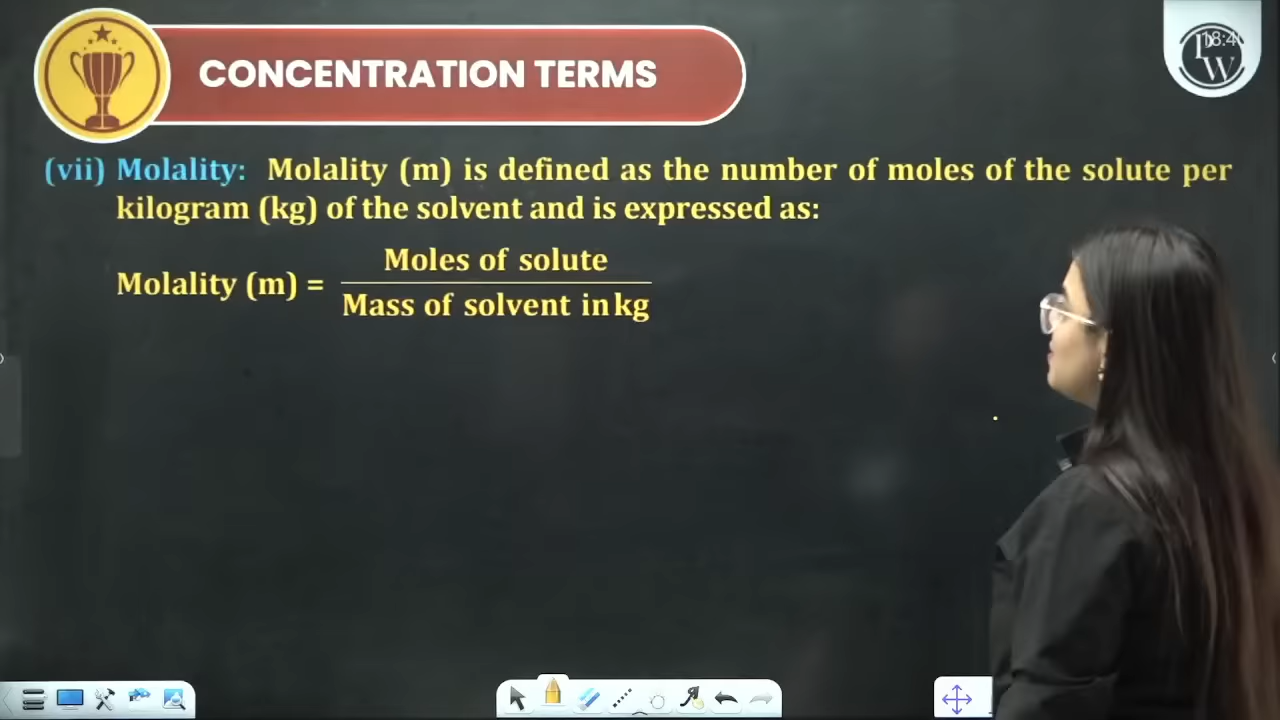 CONCENTRATION TERMS
(vii) Molality: Molality (m) is defined as the number of moles of the solute per
kilogram (kg) of the solvent and is expressed as:
Moles of solute
Molality (m) =
Mass of solvent in kg